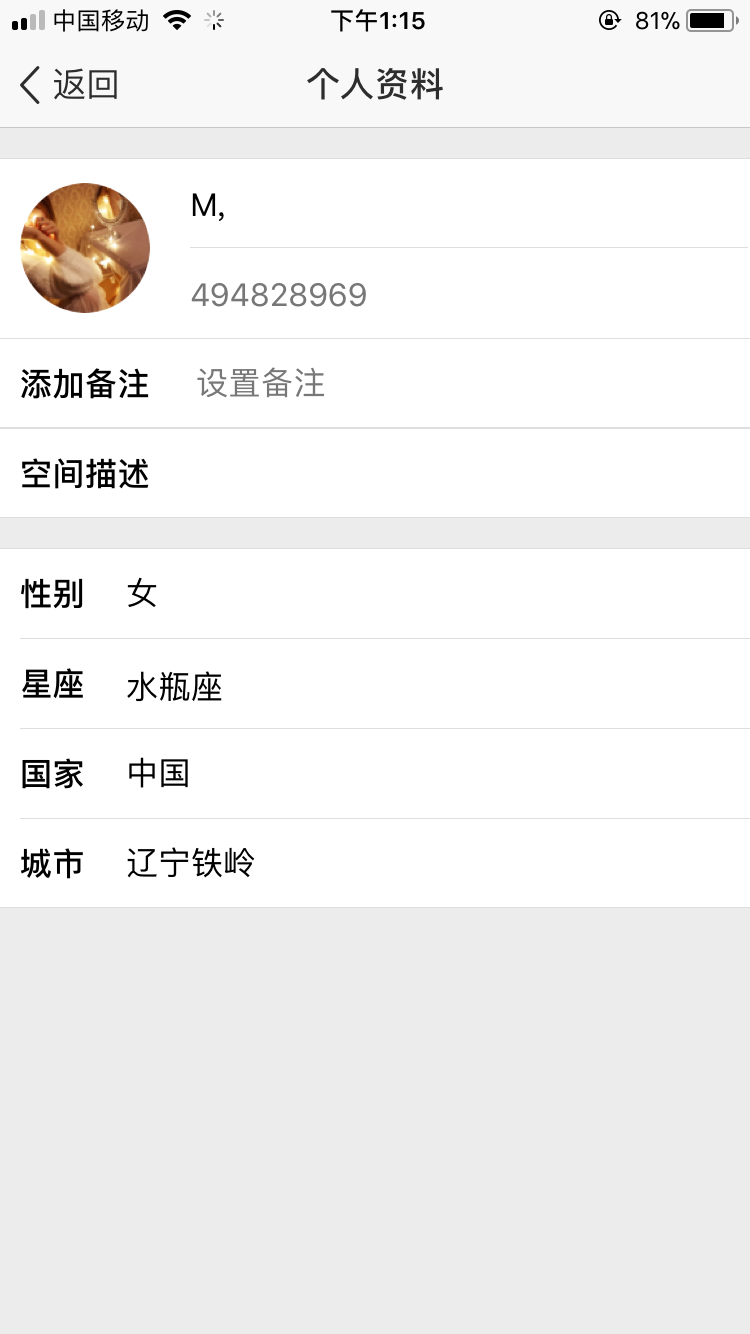 中国移动 下午1:15 81%
返回 个人资料
M,
494828969
添加备注 设置备注
空间描述
性别 女
星座 水瓶座
国家 中国
城市 辽宁铁岭